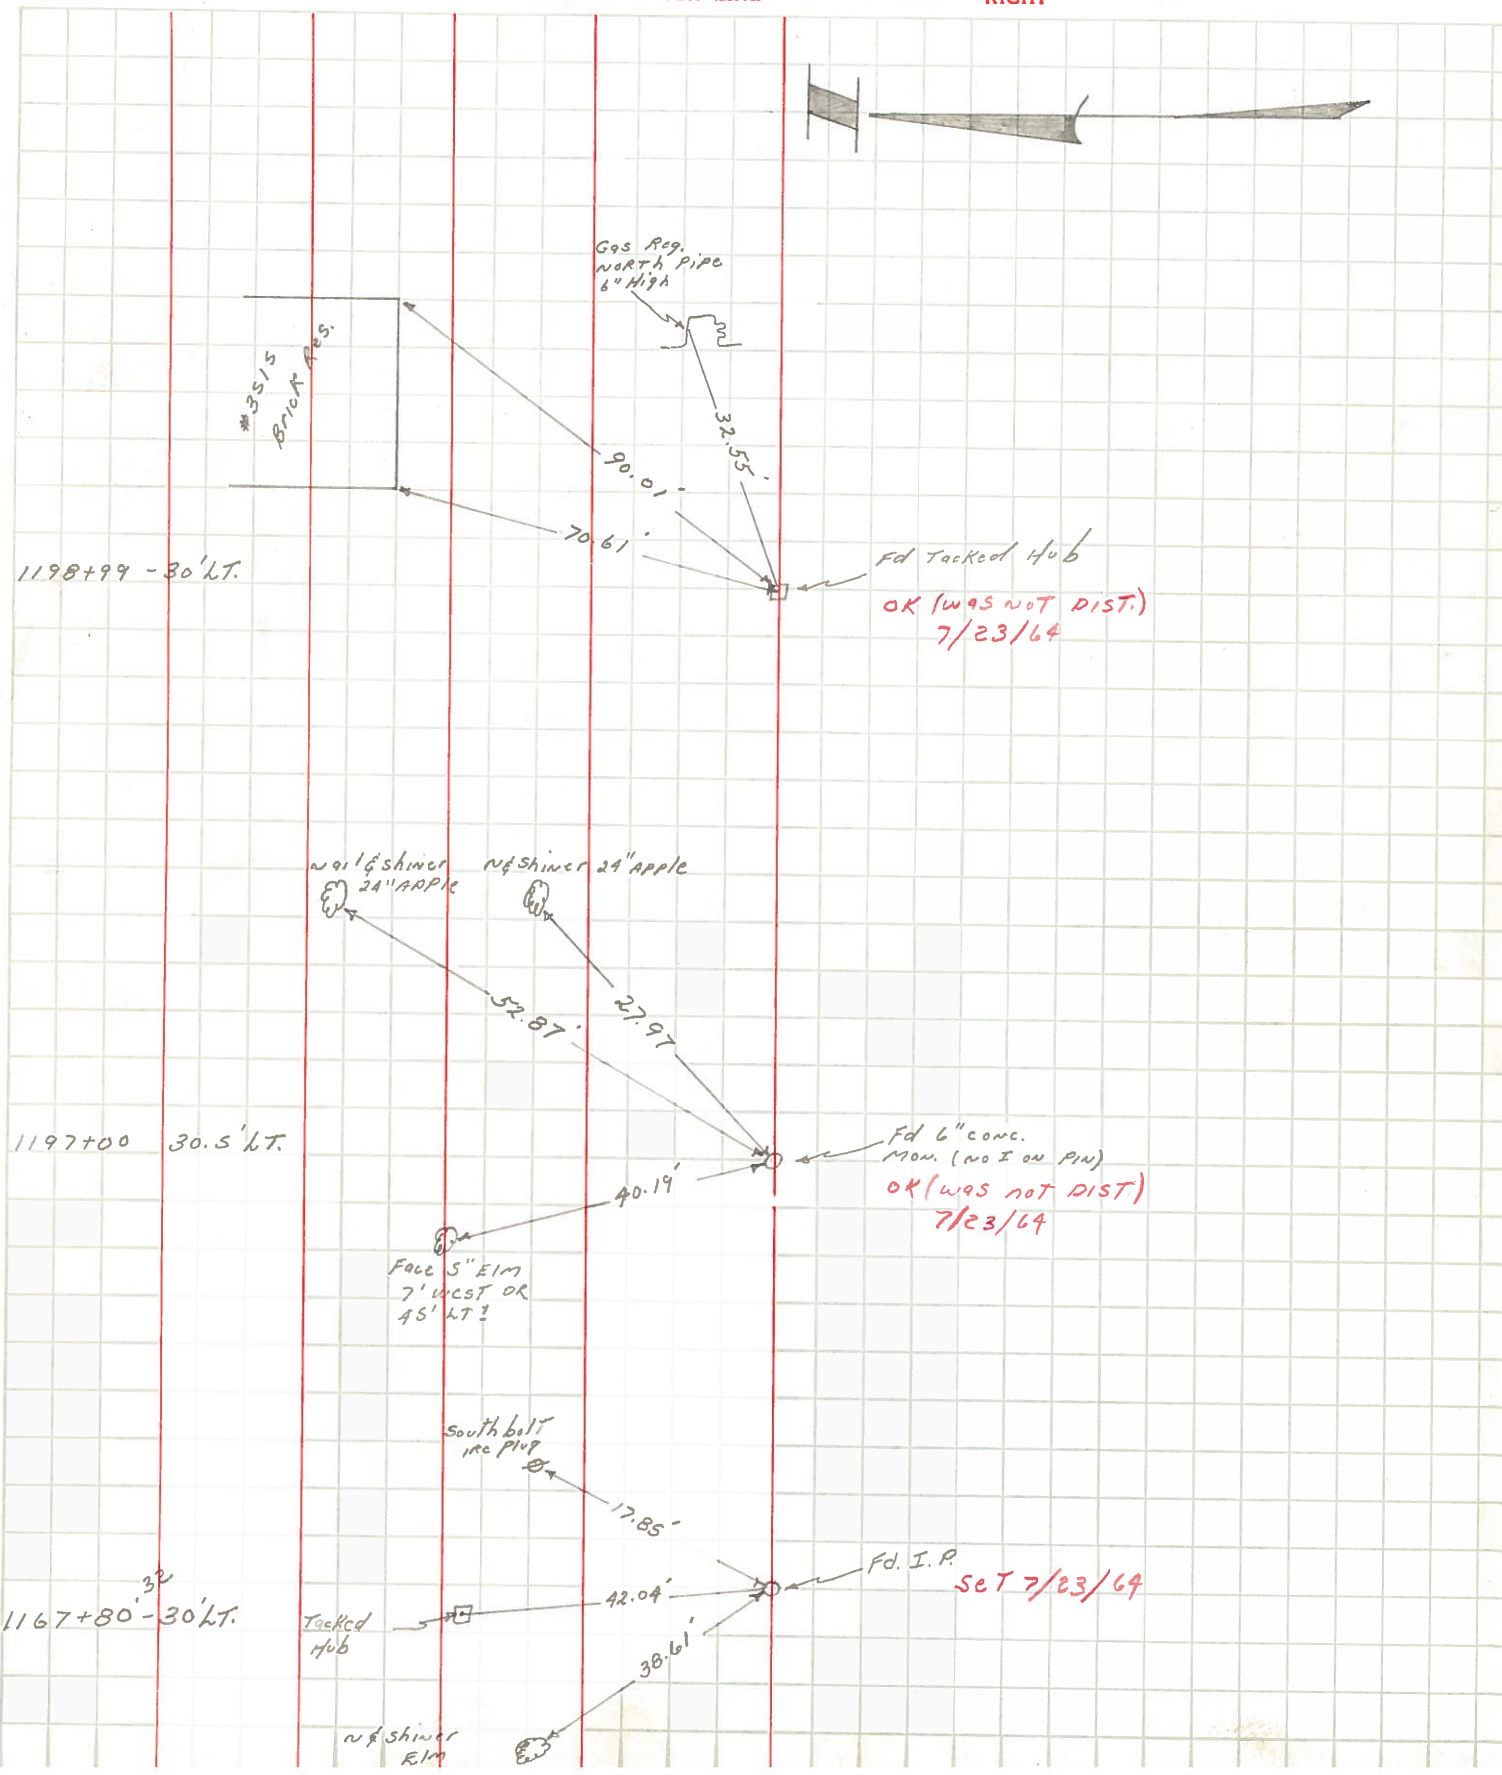 RIGHT
Gas Reg.
NORTH PIPE
6" High
#3515
Brick Res.
90.01'
32.55'
70.61'
1198+99 - 30' LT.
Fd Tacked Hub
OK (WAS NOT DIST.)
7/23/64
Nail & shiner
24" APPle
N & Shiner 24" APPle
52.87'
27.97
1197+00 30.5' LT.
Fd 6" conc.
MON. (NO I ON PIN)
OK (WAS NOT DIST)
7/23/64
40.19'
Face 5" Elm
7' WEST OR
45' LT ±
South bolt
17.85'
Fd. I.P.
SET 7/23/64
32
1167+80' - 30' LT.
Tacked
Hub
42.04'
38.61'
N & Shiner
Elm